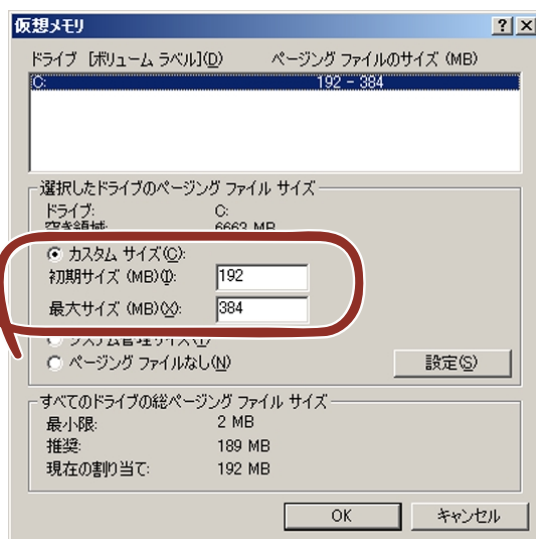 仮想メモリ
ドライブ [ボリューム ラベル](D) ページング ファイルのサイズ (MB)
C: 192 - 384
選択したドライブのページング ファイル サイズ
ドライブ: C:
空き領域: 6663 MB
カスタム サイズ(C):
初期サイズ (MB)(I): 192
最大サイズ (MB)(X): 384
システム管理サイズ(Y)
ページング ファイルなし(N) 設定(S)
すべてのドライブの総ページング ファイル サイズ
最小限: 2 MB
推奨: 189 MB
現在の割り当て: 192 MB
OK キャンセル